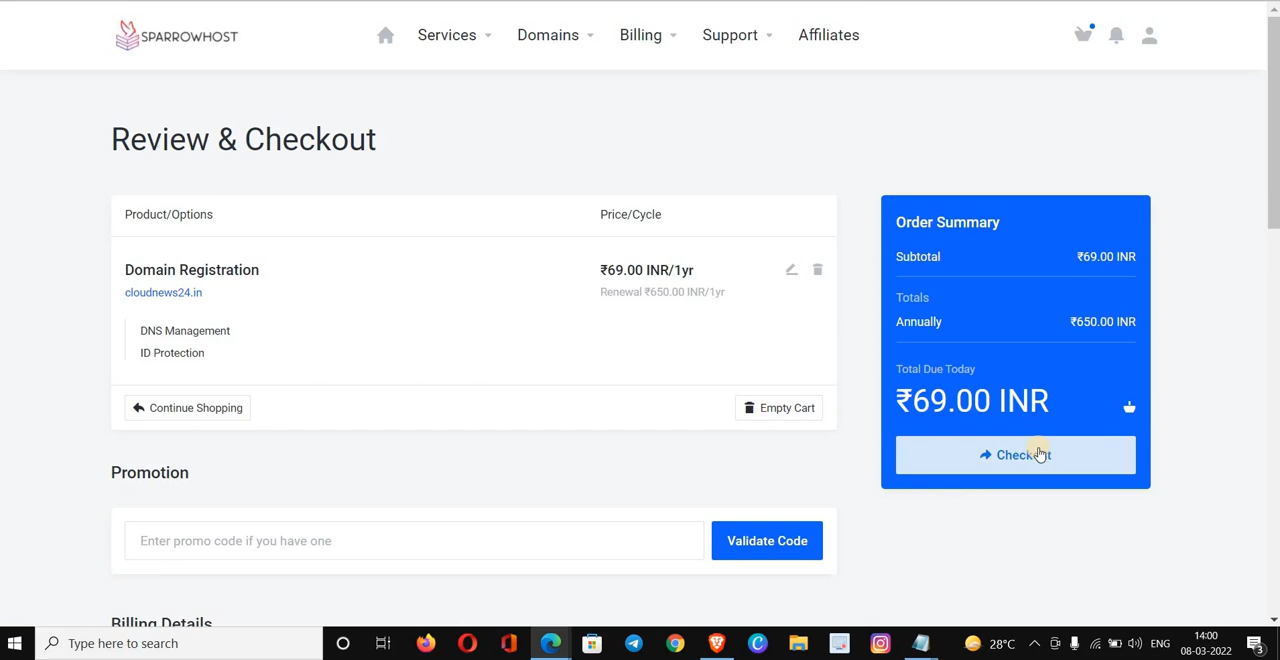 SPARROWHOST
Services
Domains
Billing
Support
Affiliates
Review & Checkout
Product/Options
Price/Cycle
Domain Registration
₹69.00 INR/1yr
cloudnews24.in
Renewal ₹650.00 INR/1yr
DNS Management
ID Protection
Continue Shopping
Empty Cart
Order Summary
Subtotal ₹69.00 INR
Totals
Annually ₹650.00 INR
Total Due Today
₹69.00 INR
Checkout
Promotion
Enter promo code if you have one
Validate Code
Billing Details
Type here to search
28°C
ENG
14:00
08-03-2022
3